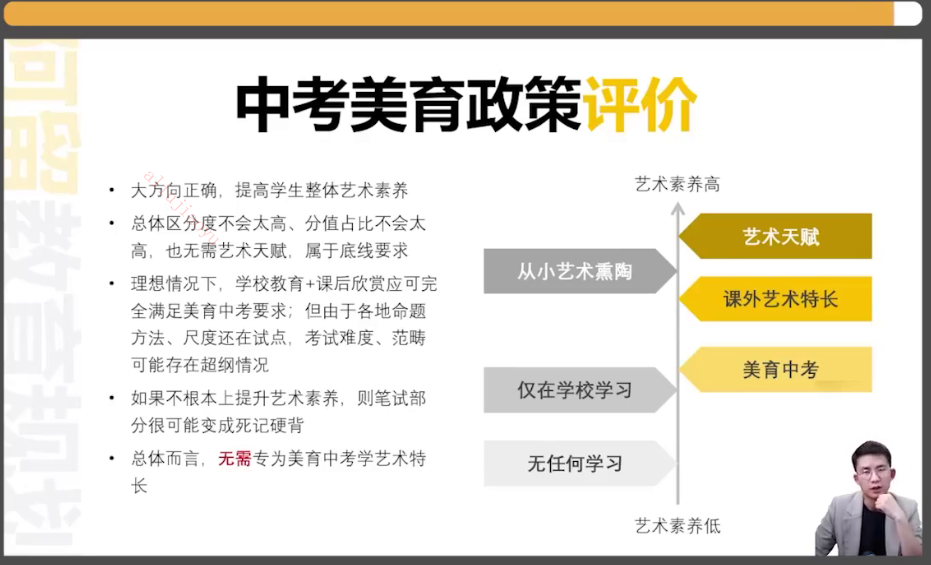 中考美育政策评价
• 大方向正确，提高学生整体艺术素养
• 总体区分度不会太高、分值占比不会太
高，也无需艺术天赋，属于底线要求
• 理想情况下，学校教育+课后欣赏应可完
全满足美育中考要求；但由于各地命题
方法、尺度还在试点，考试难度、范畴
可能存在超纲情况
• 如果不根本上提升艺术素养，则笔试部
分很可能变成死记硬背
• 总体而言，无需专为美育中考学艺术特
长
艺术素养高
艺术天赋
从小艺术熏陶
课外艺术特长
美育中考
仅在学校学习
无任何学习
艺术素养低